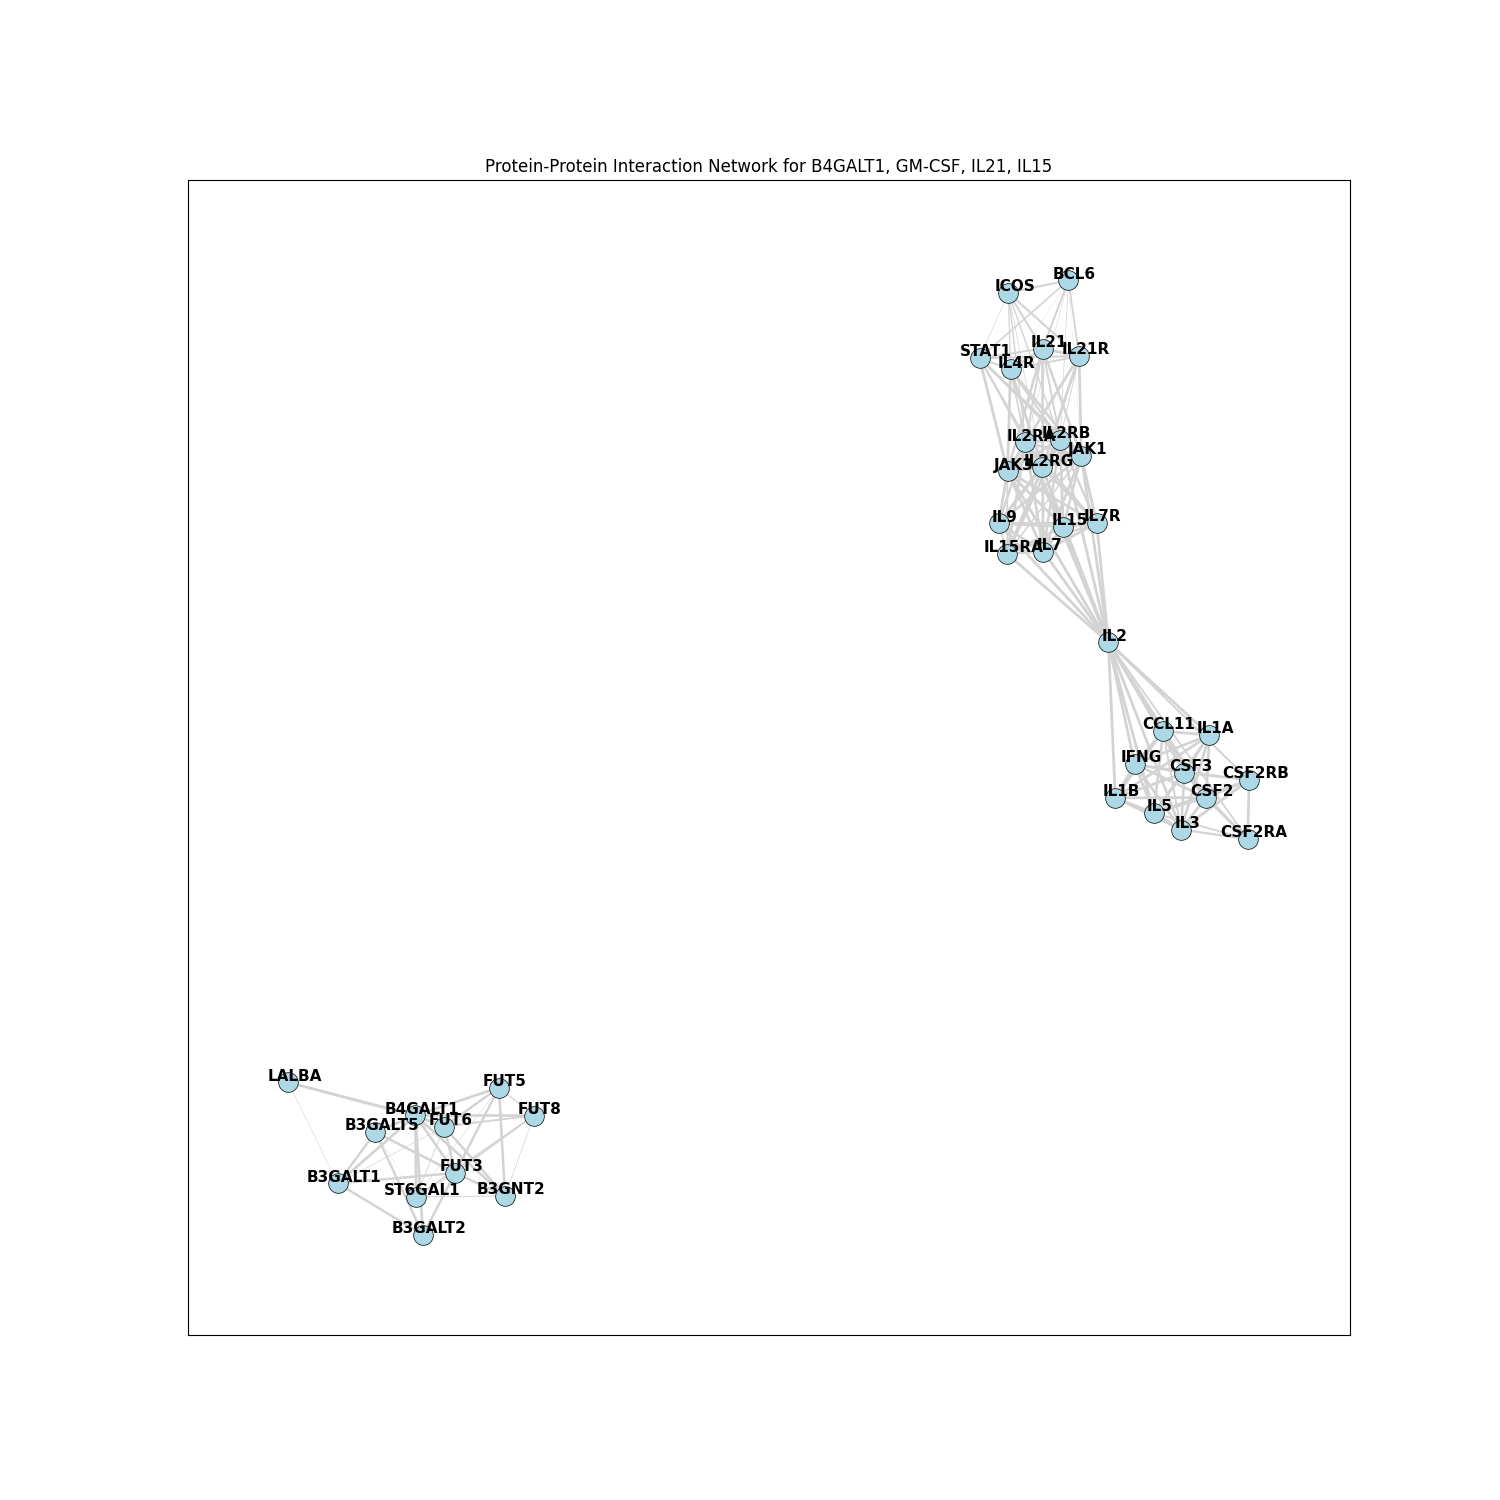 Protein-Protein Interaction Network for B4GALT1, GM-CSF, IL21, IL15
BCL6
ICOS
IL21
IL21R
STAT1
IL4R
IL2RB
IL2RA
JAK1
IL2RG
JAK3
IL7R
IL9
IL15
IL7
IL15RA
IL2
CCL11
IL1A
IFNG
CSF3
CSF2RB
IL1B
CSF2
IL5
IL3
CSF2RA
LALBA
FUT5
B4GALT1
FUT8
FUT6
B3GALT5
FUT3
B3GALT1
ST6GAL1
B3GNT2
B3GALT2